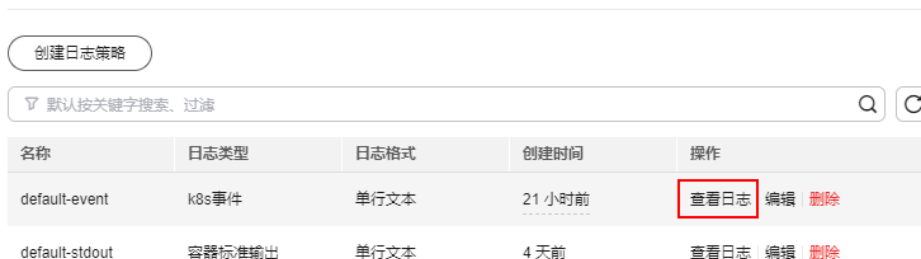 创建日志策略
默认按关键字搜索、过滤
名称 日志类型 日志格式 创建时间 操作
default-event k8s事件 单行文本 21 小时前 查看日志 编辑 删除
default-stdout 容器标准输出 单行文本 4 天前 查看日志 编辑 删除